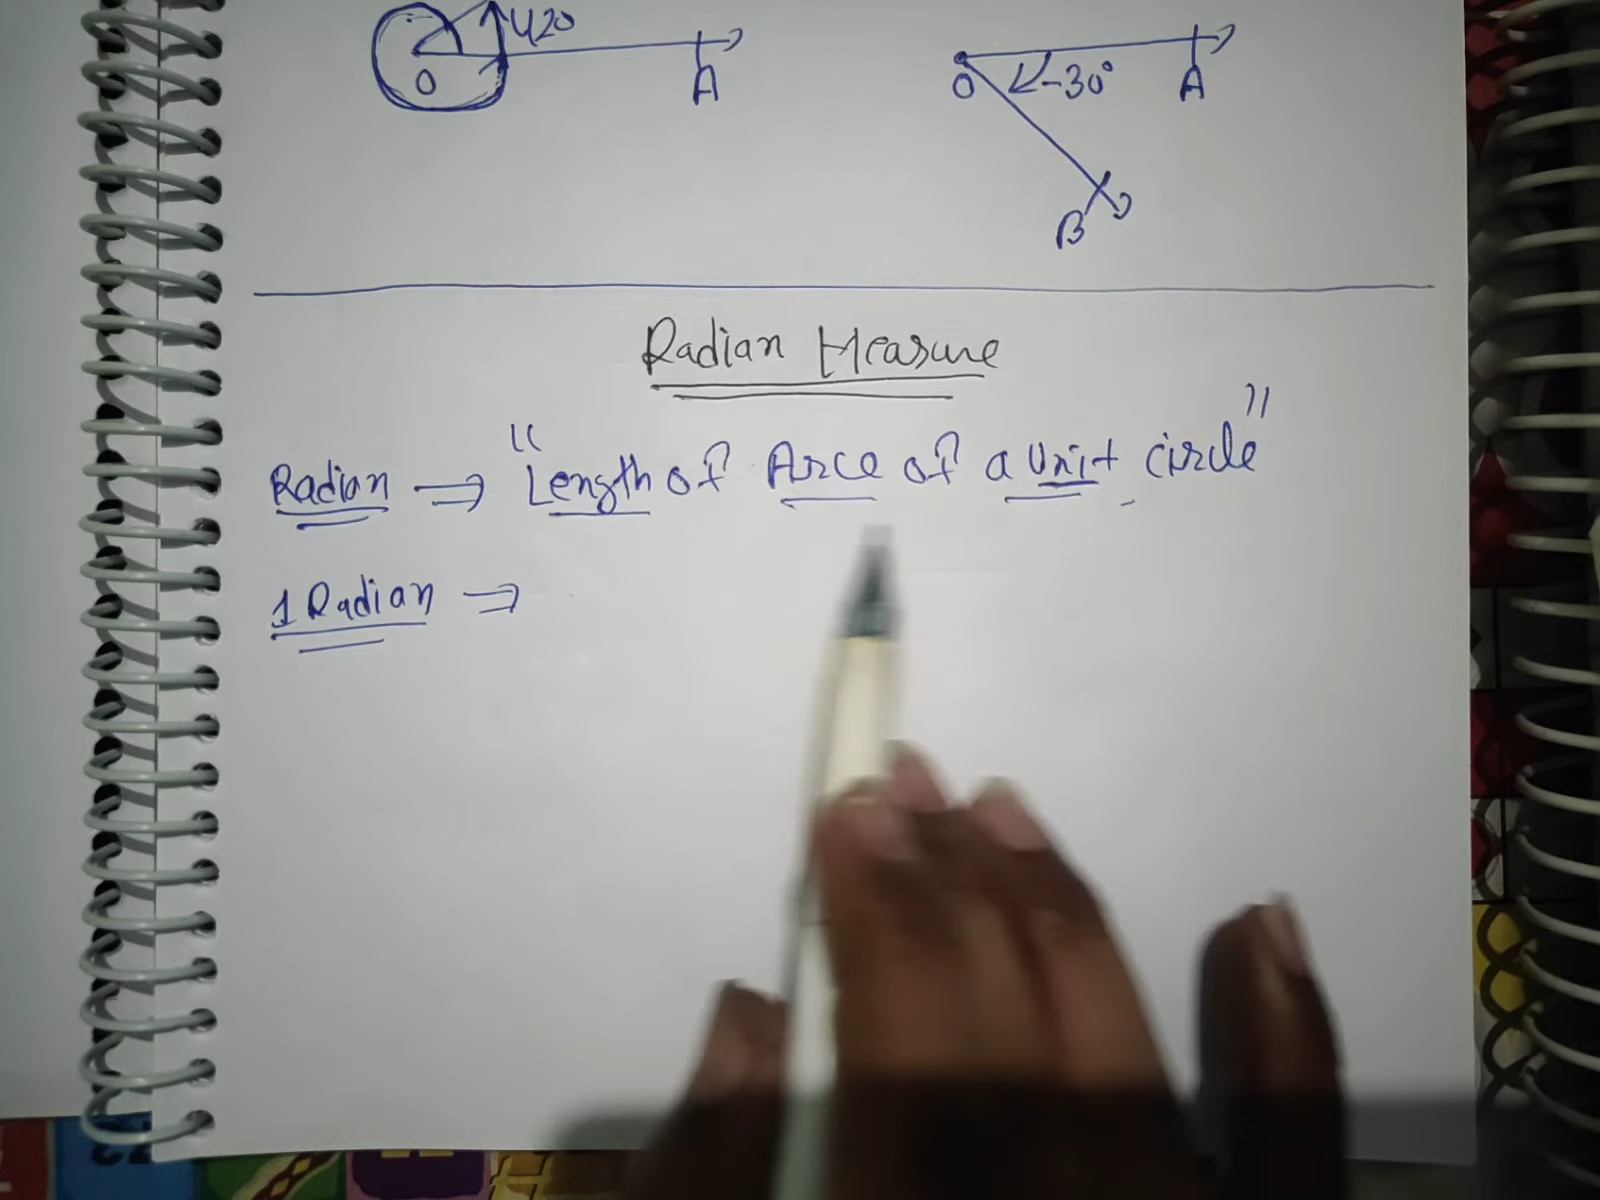 420
O
A
O
-30°
A
B
Radian Measure
Radian ⇒ "Length of Arce of a Unit circle"
1 Radian ⇒